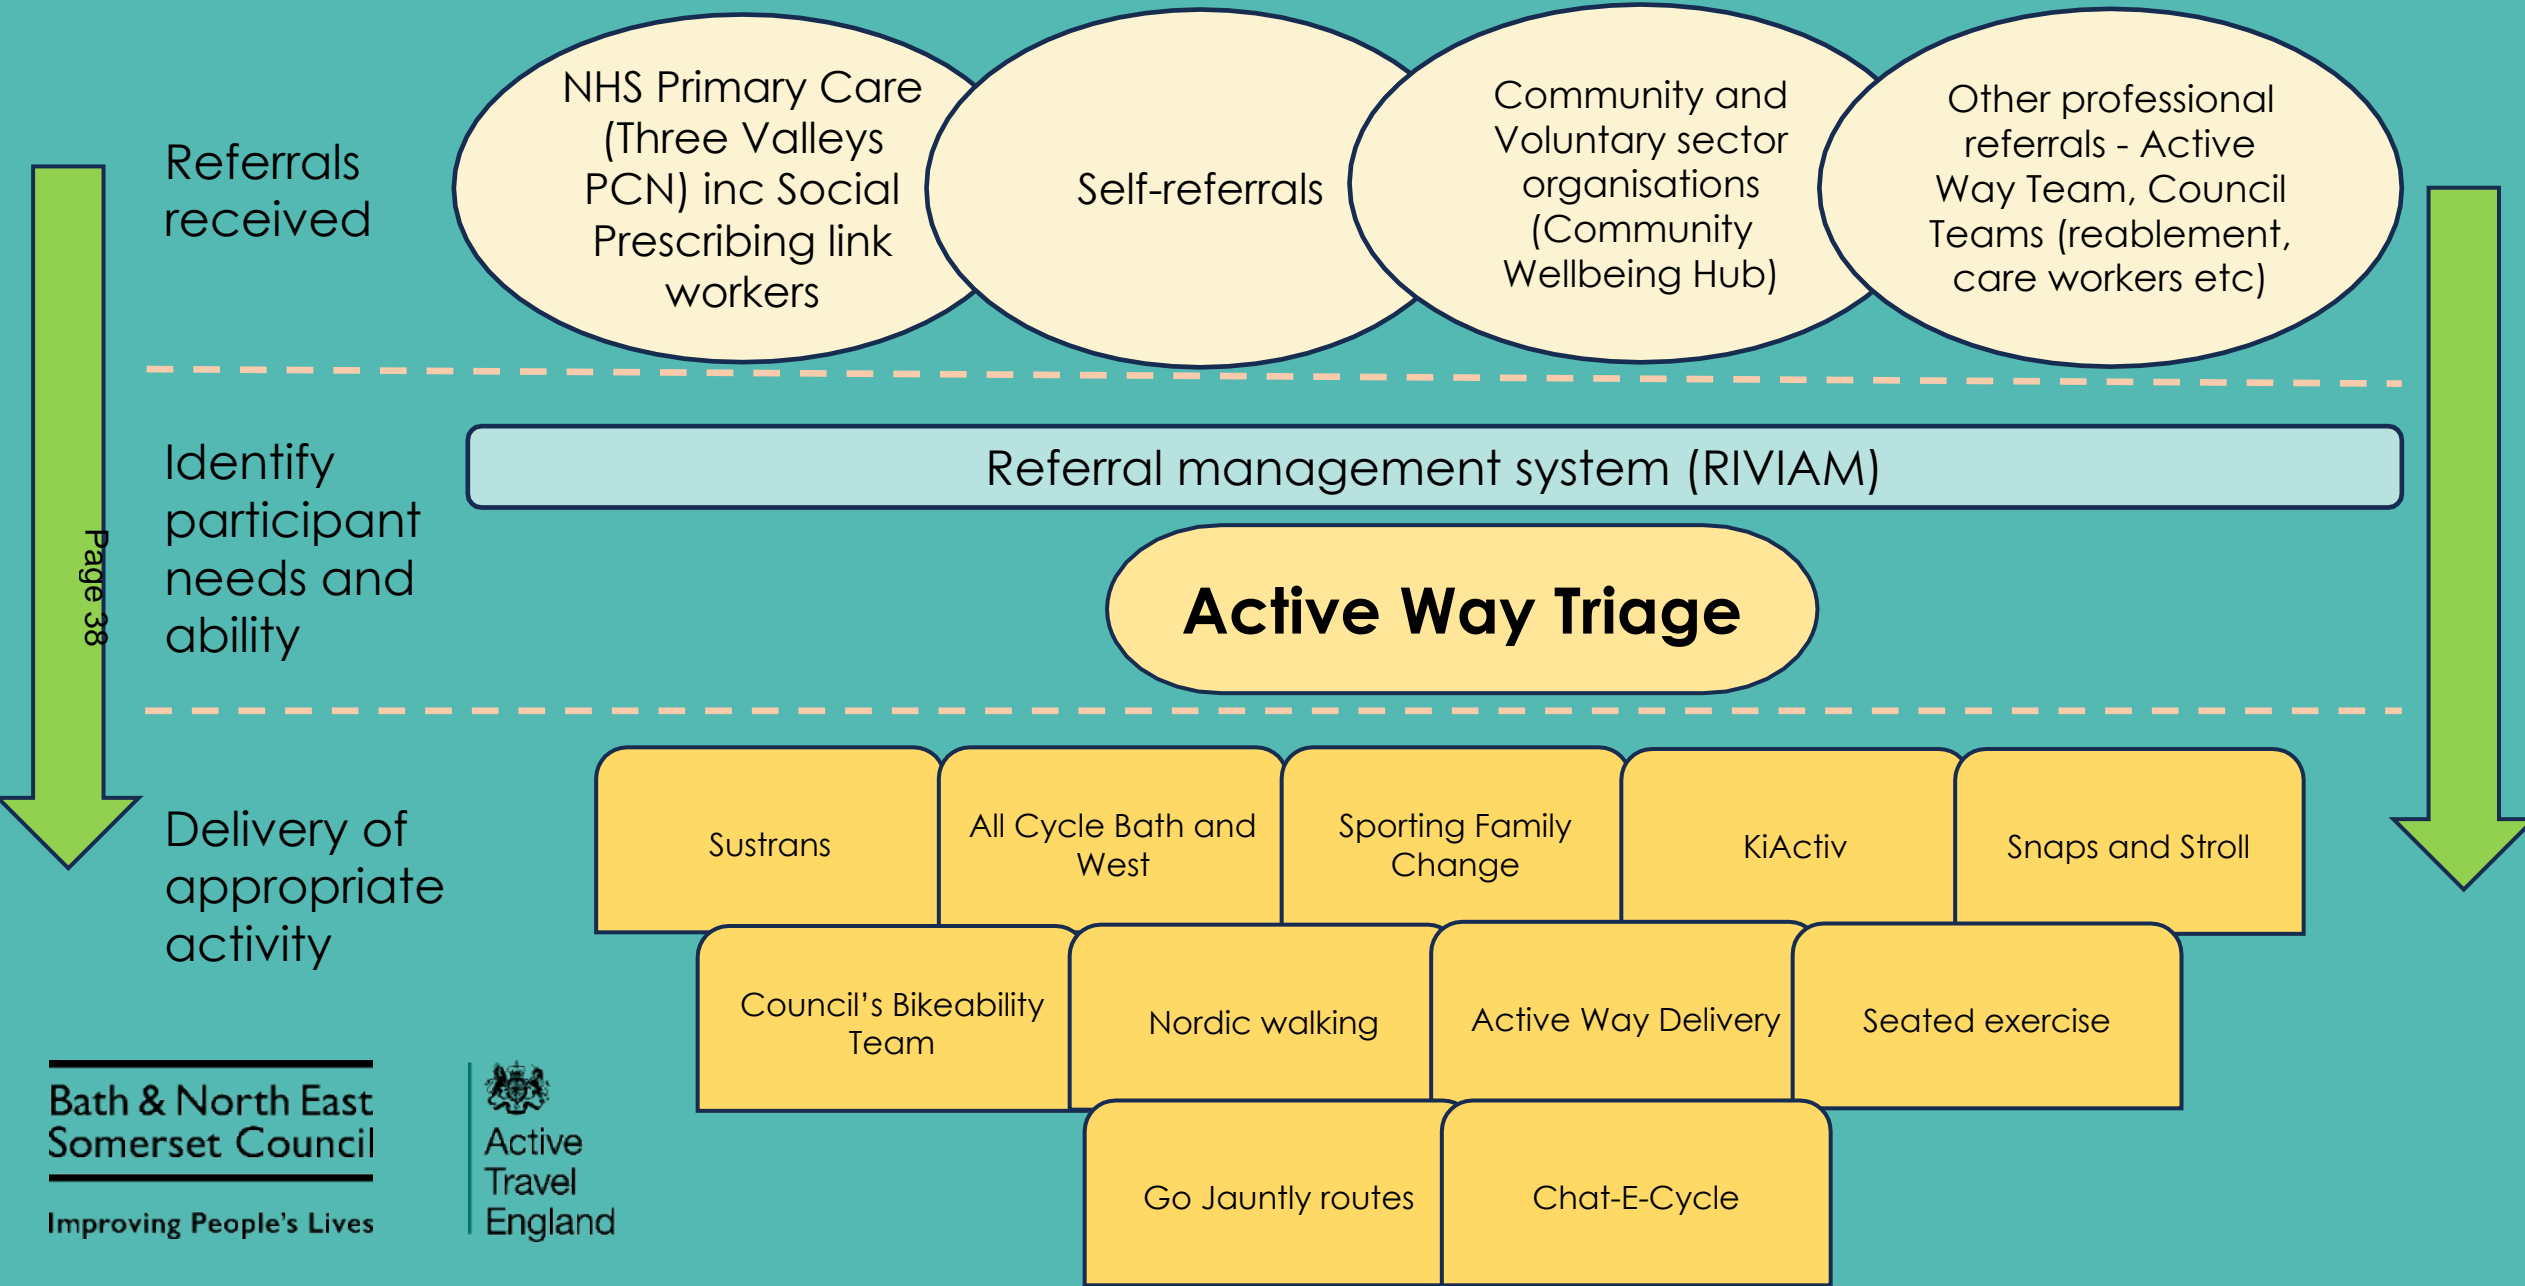 Referrals
received
NHS Primary Care
(Three Valleys
PCN) inc Social
Prescribing link
workers
Self-referrals
Community and
Voluntary sector
organisations
(Community
Wellbeing Hub)
Other professional
referrals - Active
Way Team, Council
Teams (reablement,
care workers etc)
Identify
participant
needs and
ability
Page 38
Referral management system (RIVIAM)
Active Way Triage
Delivery of
appropriate
activity
Sustrans
All Cycle Bath and
West
Sporting Family
Change
KiActiv
Snaps and Stroll
Council's Bikeability
Team
Nordic walking
Active Way Delivery
Seated exercise
Go Jauntly routes
Chat-E-Cycle
Bath & North East
Somerset Council
Improving People's Lives
Active
Travel
England